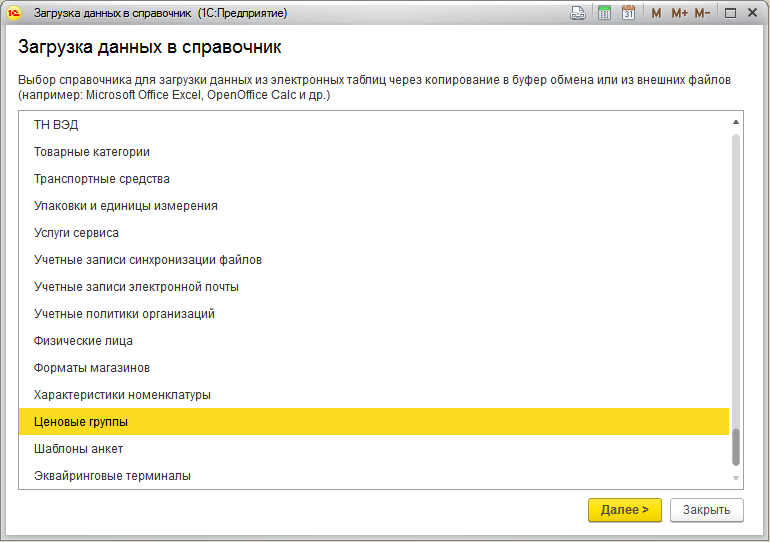 1С Загрузка данных в справочник (1С:Предприятие) 31 M M+ M-
Загрузка данных в справочник
Выбор справочника для загрузки данных из электронных таблиц через копирование в буфер обмена или из внешних файлов
(например: Microsoft Office Excel, OpenOffice Calc и др.)
ТН ВЭД
Товарные категории
Транспортные средства
Упаковки и единицы измерения
Услуги сервиса
Учетные записи синхронизации файлов
Учетные записи электронной почты
Учетные политики организаций
Физические лица
Форматы магазинов
Характеристики номенклатуры
Ценовые группы
Шаблоны анкет
Эквайринговые терминалы
Далее > Закрыть